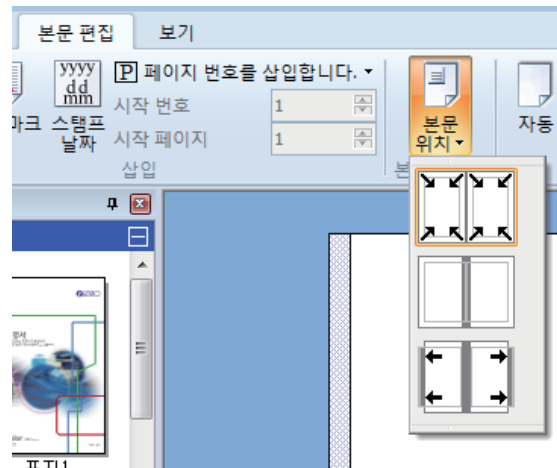 본문 편집
보기
yyyy
dd
mm
P 페이지 번호를 삽입합니다.
마크
스탬프
날짜
시작 번호
1
시작 페이지
1
본문
위치
자동
삽입
본
표지1